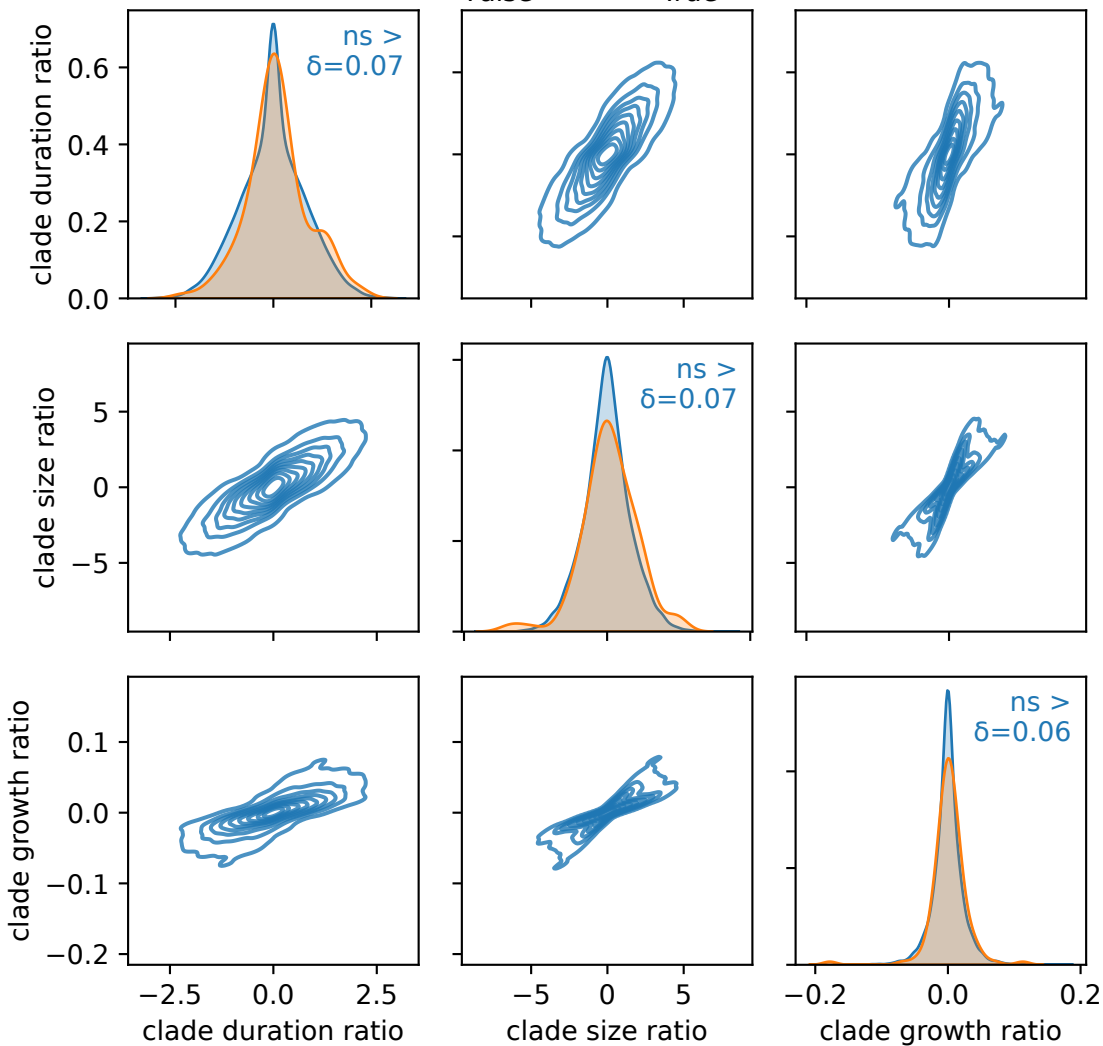 ns >
δ=0.07
clade duration ratio
0.6
0.4
0.2
0.0
ns >
δ=0.07
clade size ratio
5
0
−5
ns >
δ=0.06
clade growth ratio
0.1
0.0
−0.1
−0.2
−2.5 0.0 2.5
−5 0 5
−0.2 0.0 0.2
clade duration ratio
clade size ratio
clade growth ratio